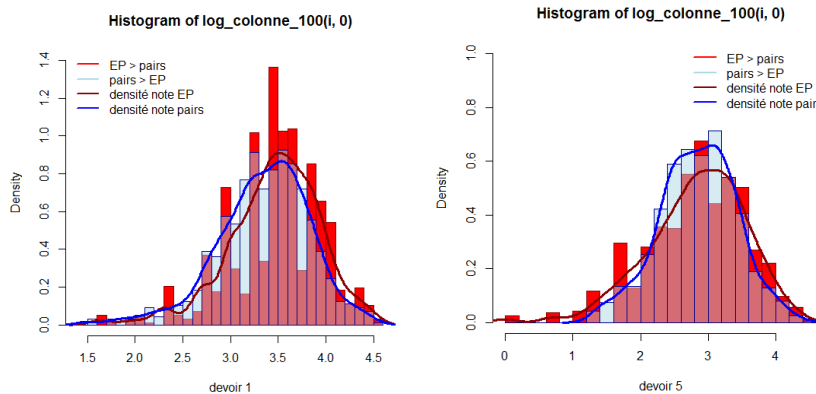 Histogram of log_colonne_100(i, 0)
EP > pairs
pairs > EP
densité note EP
densité note pairs
Density
0.0 0.2 0.4 0.6 0.8 1.0 1.2 1.4
1.5 2.0 2.5 3.0 3.5 4.0 4.5
devoir 1
Histogram of log_colonne_100(i, 0)
EP > pairs
pairs > EP
densité note EP
densité note pair
Density
0.0 0.2 0.4 0.6 0.8 1.0
0 1 2 3 4
devoir 5